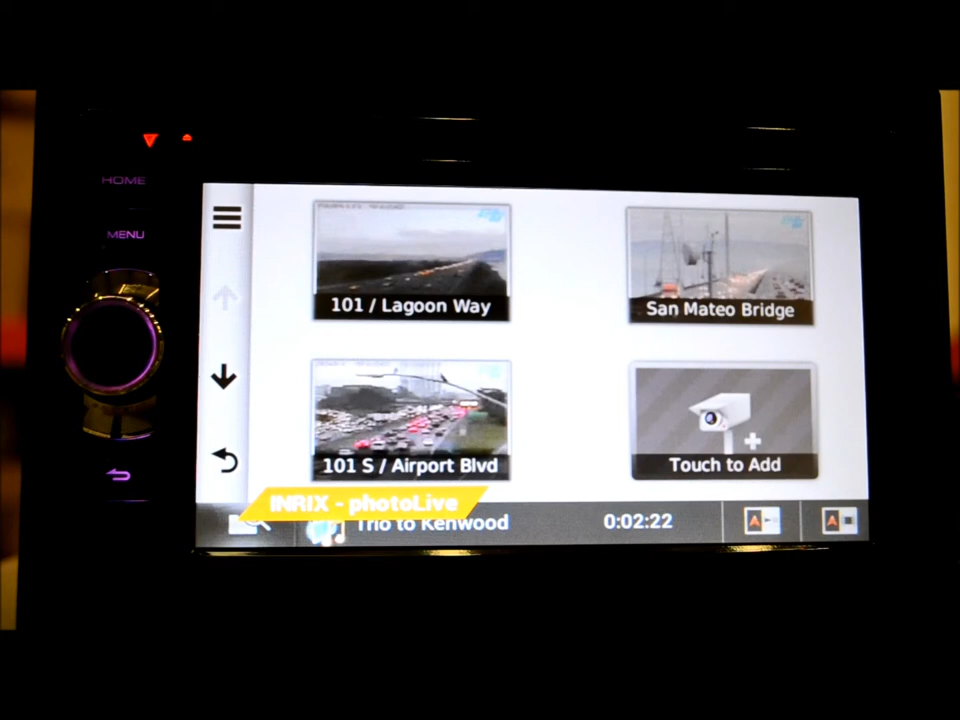 HOME
MENU
101 / Lagoon Way
San Mateo Bridge
101 S / Airport Blvd
Touch to Add
INRIX - photoLive
Trio to Kenwood
0:02:22